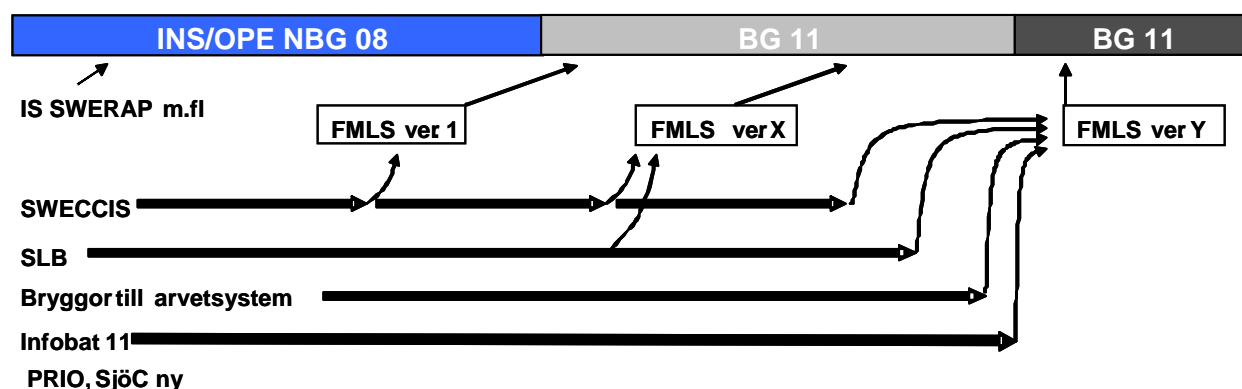 INS/OPE NBG 08
BG 11
BG 11
IS SWERAP m.fl
FMLS ver 1
FMLS ver X
FMLS ver Y
SWECCIS
SLB
Bryggor till arvetsystem
Infobat 11
PRIO, SjöC ny